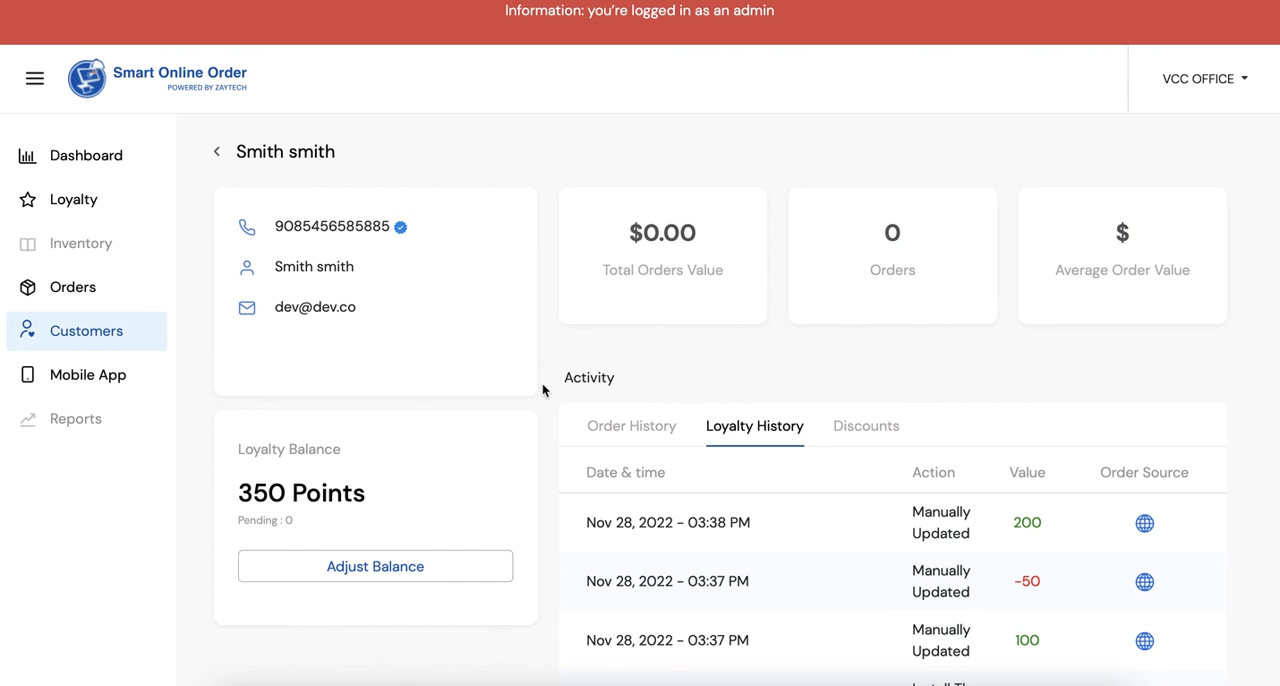 Information: you're logged in as an admin
Smart Online Order
POWERED BY ZAYTECH
VCC OFFICE
Dashboard
Loyalty
Inventory
Orders
Customers
Mobile App
Reports
Smith smith
9085456585885
Smith smith
dev@dev.co
$0.00
Total Orders Value
0
Orders
$
Average Order Value
Loyalty Balance
350 Points
Pending : 0
Adjust Balance
Activity
Order History
Loyalty History
Discounts
Date & time
Action
Value
Order Source
Nov 28, 2022 - 03:38 PM
Manually
Updated
200
Nov 28, 2022 - 03:37 PM
Manually
Updated
-50
Nov 28, 2022 - 03:37 PM
Manually
Updated
100